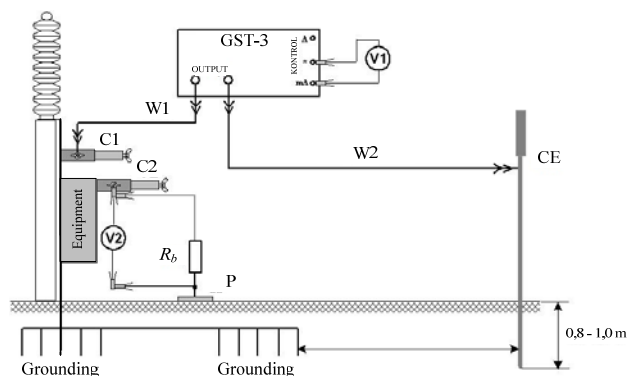 GST-3
OUTPUT
KONTROL
A
=
mA
V1
W1
W2
C1
C2
CE
Equipment
V2
Rb
P
0,8 - 1,0 m
Grounding
Grounding